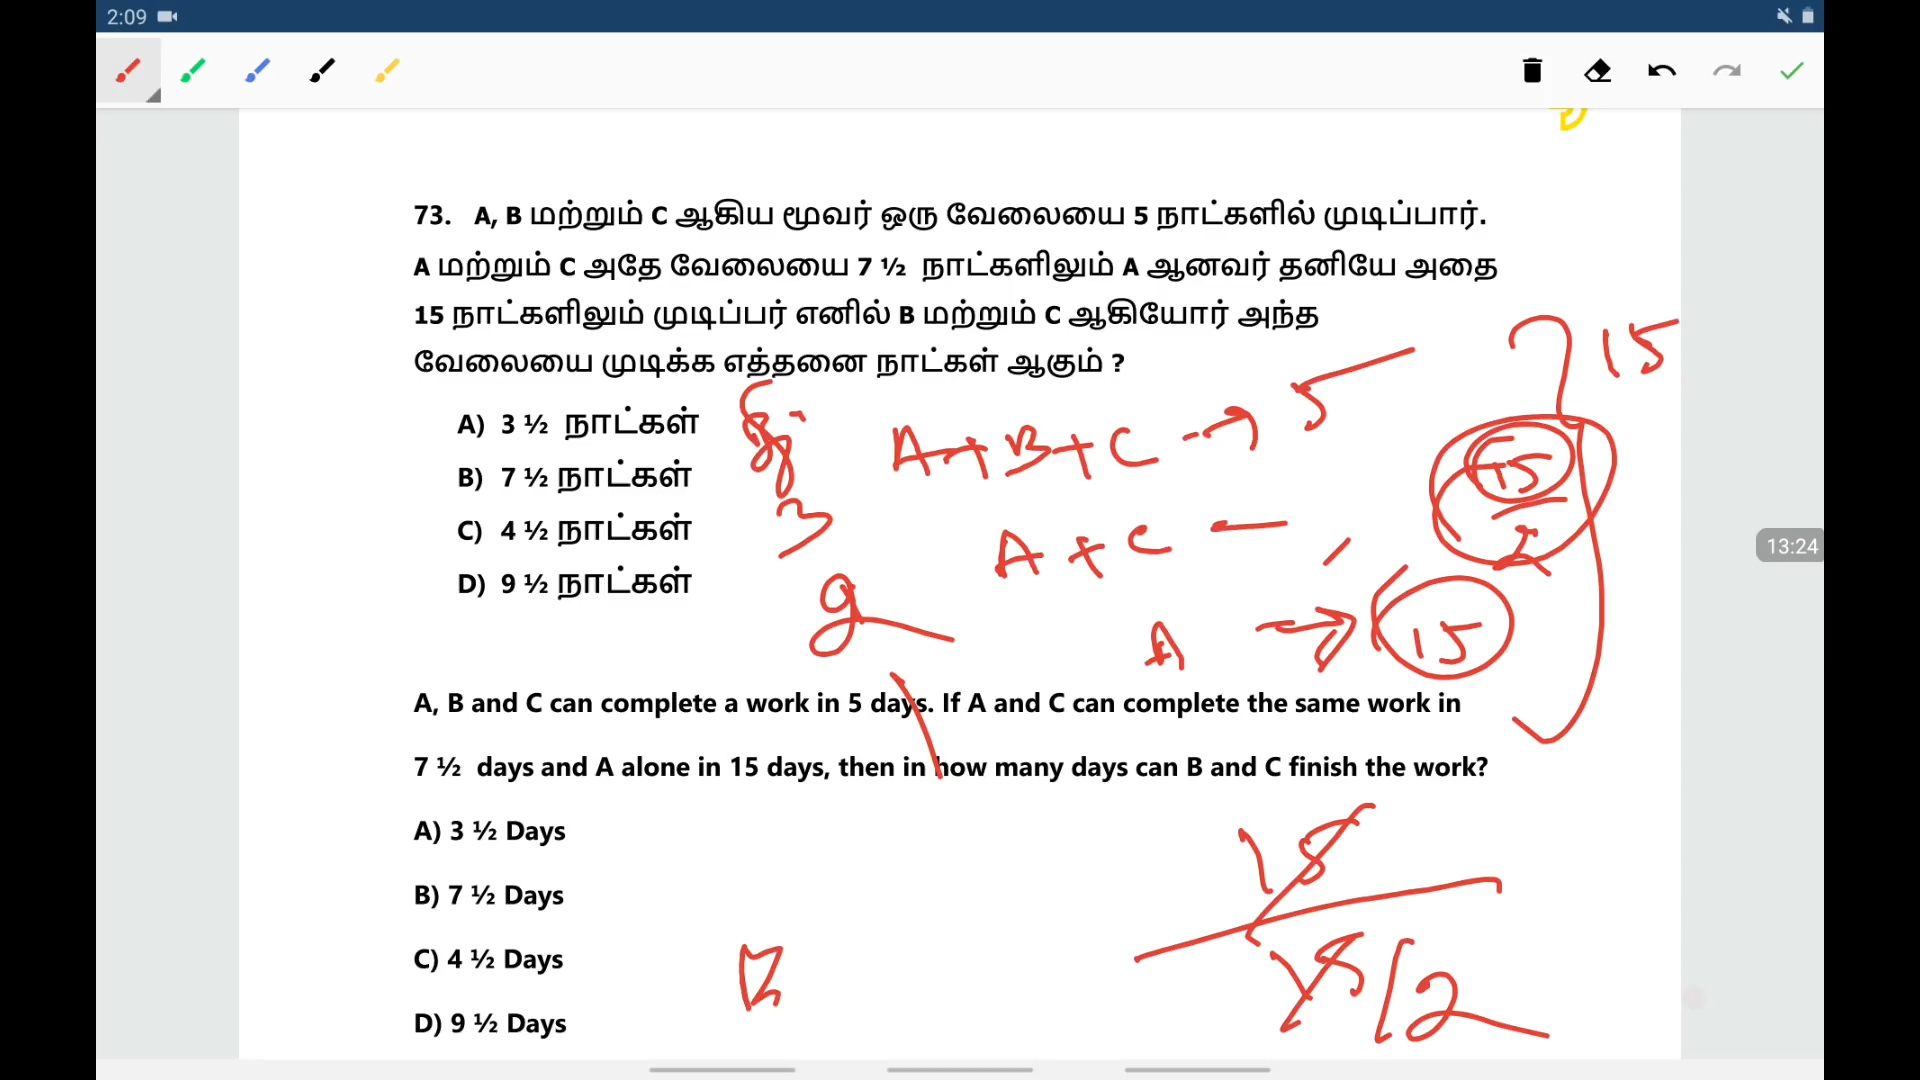 2:09
73. A, B மற்றும் C ஆகிய மூவர் ஒரு வேலையை 5 நாட்களில் முடிப்பார்.
A மற்றும் C அதே வேலையை 7 ½ நாட்களிலும் A ஆனவர் தனியே அதை
15 நாட்களிலும் முடிப்பர் எனில் B மற்றும் C ஆகியோர் அந்த
வேலையை முடிக்க எத்தனை நாட்கள் ஆகும் ?
15
A) 3 ½ நாட்கள்
A+B+C → 5
B) 7 ½ நாட்கள்
15
2
C) 4 ½ நாட்கள்
3
A + C —
D) 9 ½ நாட்கள்
A → 15
13:24
A, B and C can complete a work in 5 days. If A and C can complete the same work in
7 ½ days and A alone in 15 days, then in how many days can B and C finish the work?
A) 3 ½ Days
15
B) 7 ½ Days
15/2
C) 4 ½ Days
D) 9 ½ Days